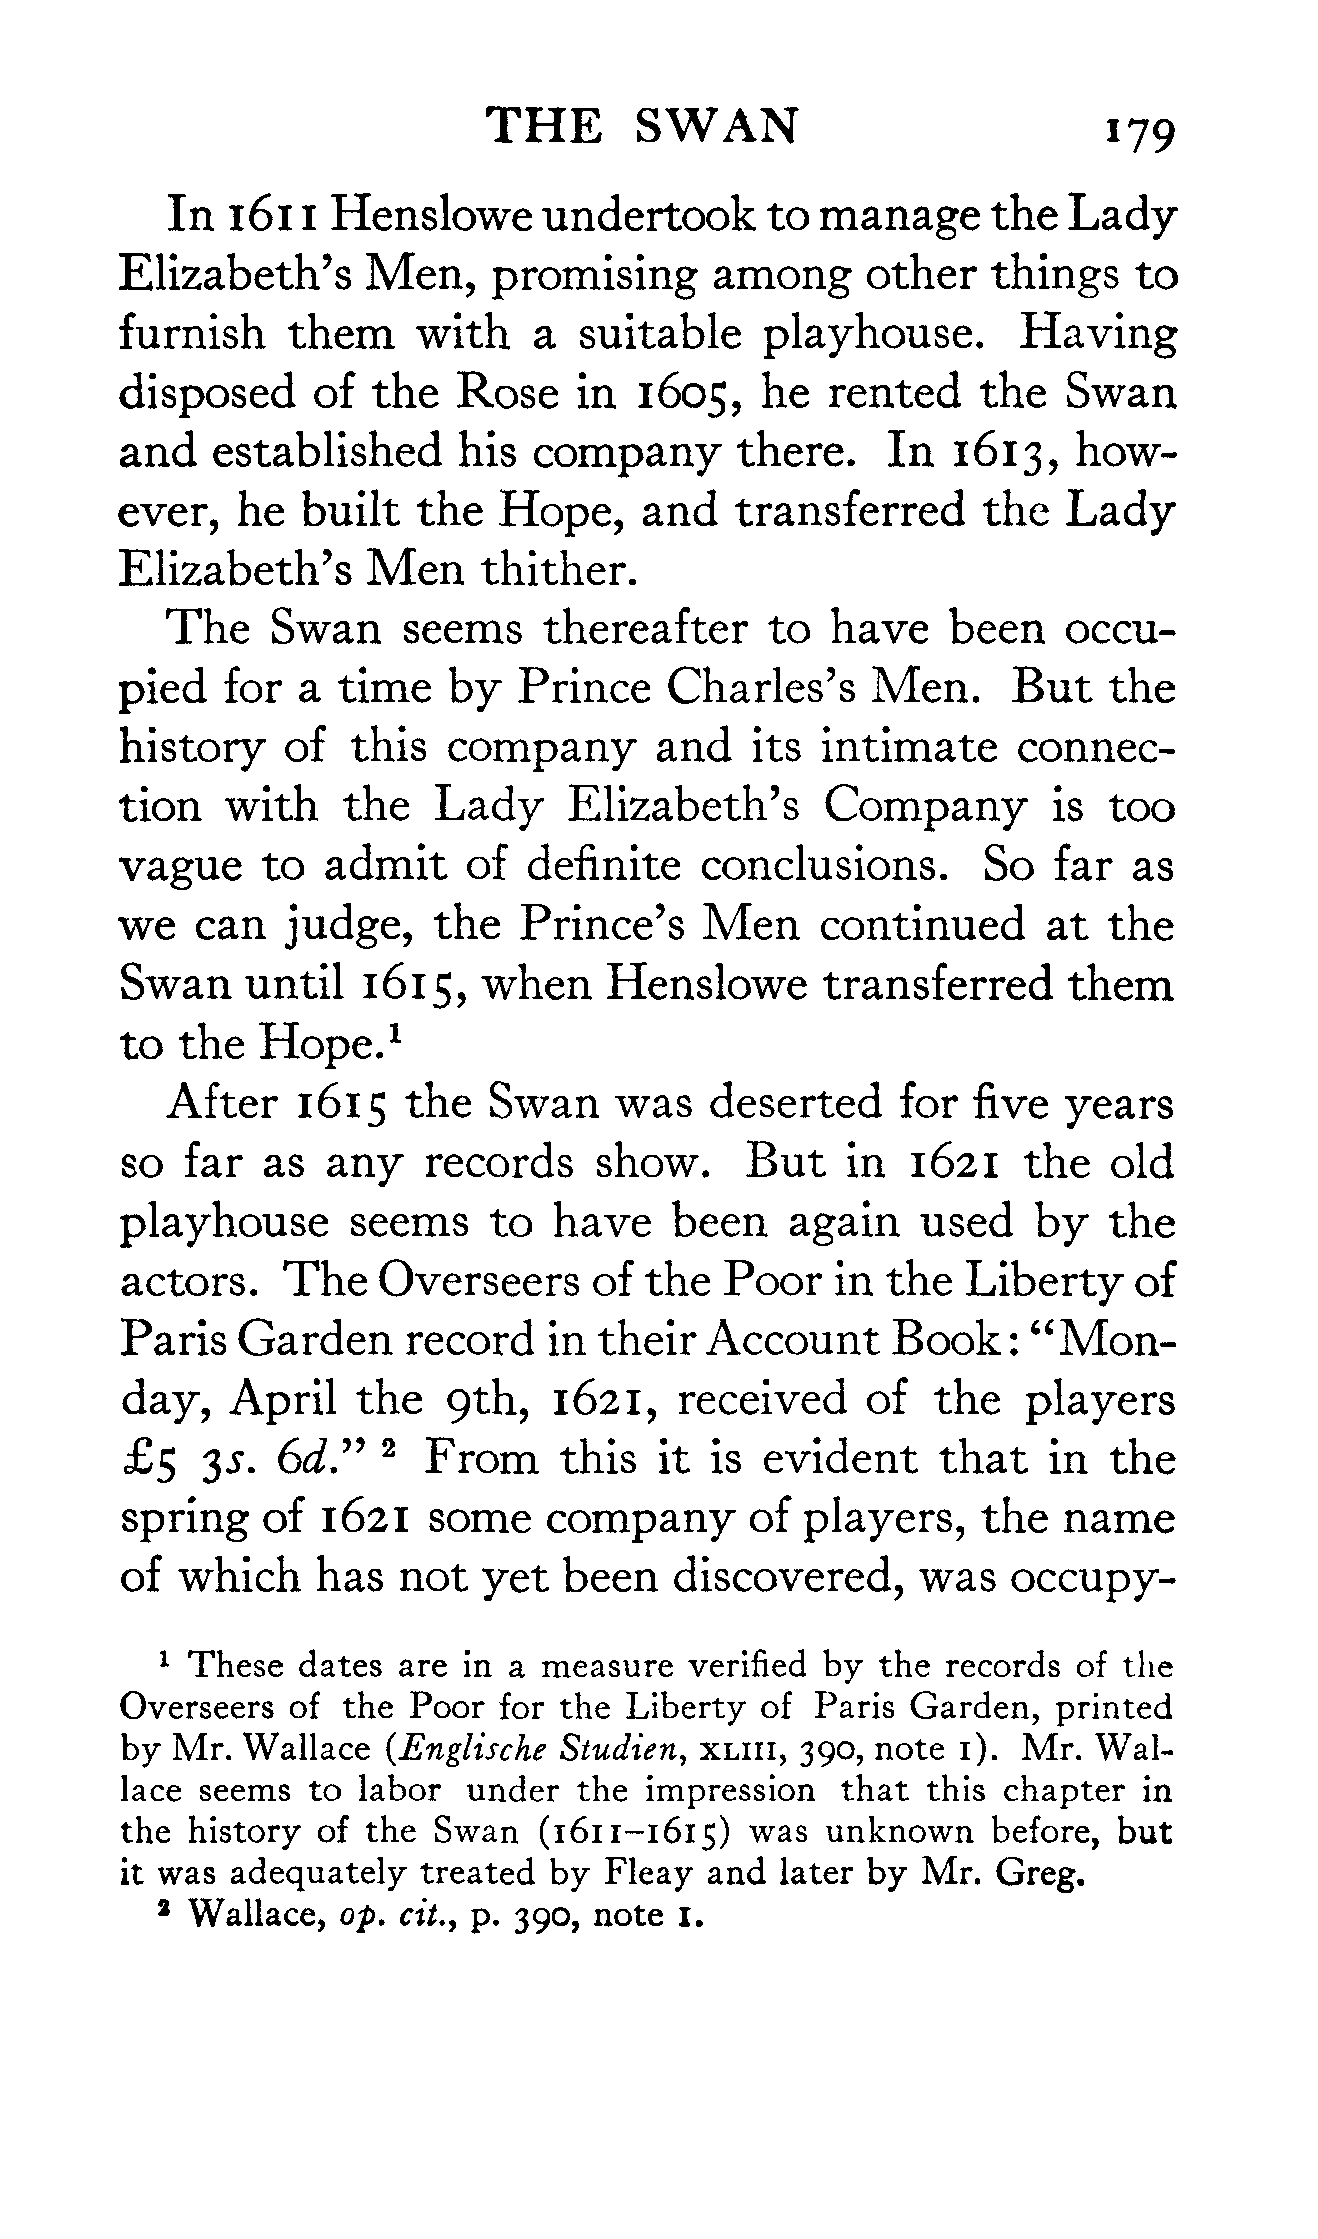 THE SWAN 179
In 1611 Henslowe undertook to manage the Lady
Elizabeth's Men, promising among other things to
furnish them with a suitable playhouse. Having
disposed of the Rose in 1605, he rented the Swan
and established his company there. In 1613, how-
ever, he built the Hope, and transferred the Lady
Elizabeth's Men thither.
The Swan seems thereafter to have been occu-
pied for a time by Prince Charles's Men. But the
history of this company and its intimate connec-
tion with the Lady Elizabeth's Company is too
vague to admit of definite conclusions. So far as
we can judge, the Prince's Men continued at the
Swan until 1615, when Henslowe transferred them
to the Hope.¹
After 1615 the Swan was deserted for five years
so far as any records show. But in 1621 the old
playhouse seems to have been again used by the
actors. The Overseers of the Poor in the Liberty of
Paris Garden record in their Account Book: "Mon-
day, April the 9th, 1621, received of the players
£5 3s. 6d." ² From this it is evident that in the
spring of 1621 some company of players, the name
of which has not yet been discovered, was occupy-
¹ These dates are in a measure verified by the records of the
Overseers of the Poor for the Liberty of Paris Garden, printed
by Mr. Wallace (Englische Studien, XLIII, 390, note 1). Mr. Wal-
lace seems to labor under the impression that this chapter in
the history of the Swan (1611–1615) was unknown before, but
it was adequately treated by Fleay and later by Mr. Greg.
² Wallace, op. cit., p. 390, note 1.